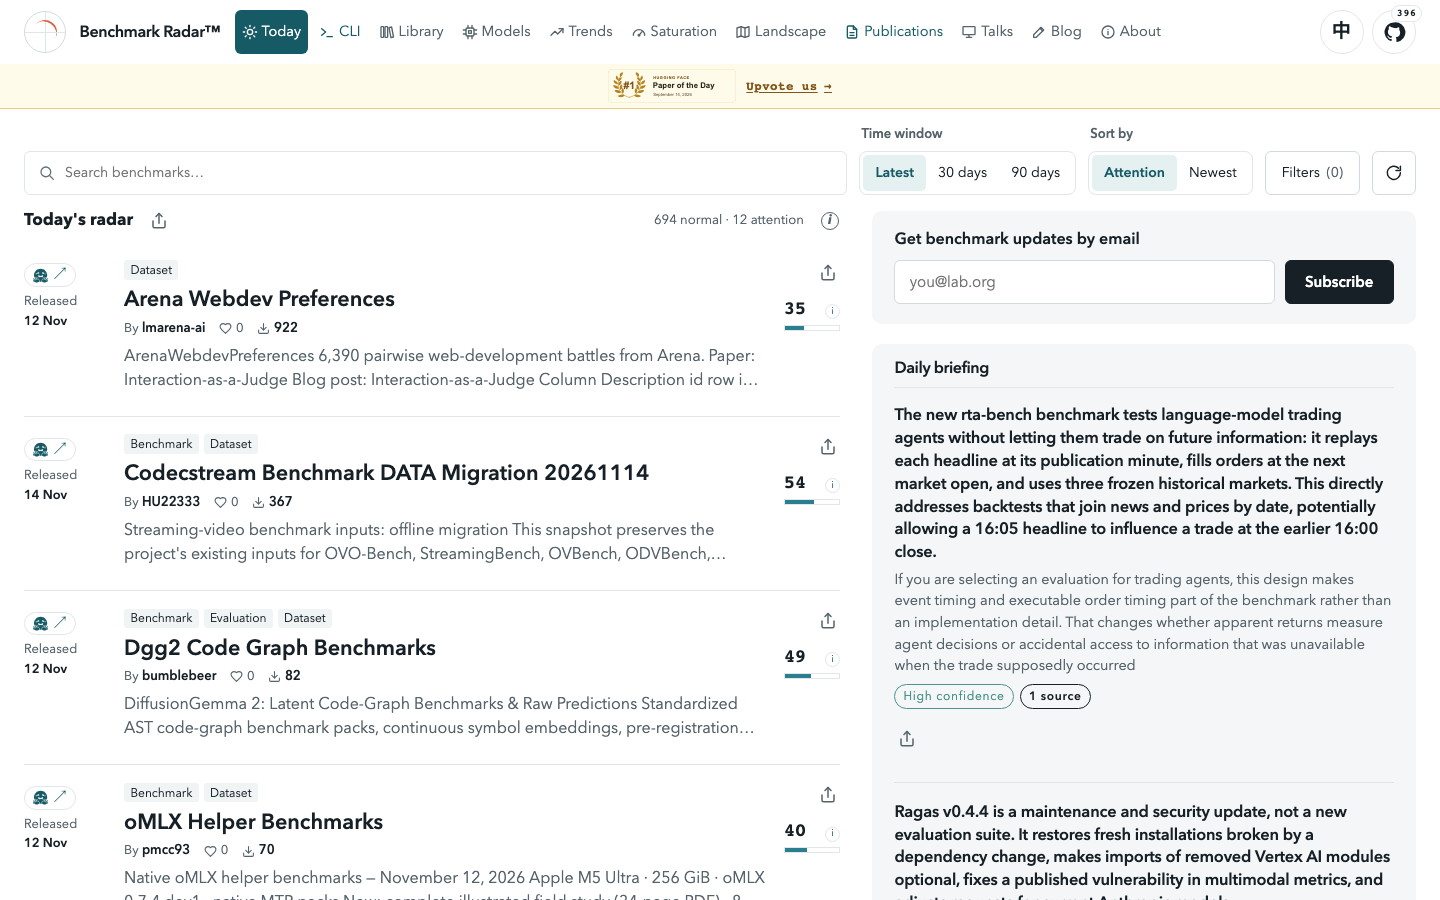 Benchmark Radar™
Today
CLI
Library
Models
Trends
Saturation
Landscape
Publications
Talks
Blog
About
中
396
#1
HUGGING FACE
Paper of the Day
September 16, 2026
Upvote us →
Time window
Sort by
Search benchmarks...
Latest
30 days
90 days
Attention
Newest
Filters (0)
Today's radar
694 normal · 12 attention
i
Released
12 Nov
Dataset
Arena Webdev Preferences
By lmarena-ai 0 922
ArenaWebdevPreferences 6,390 pairwise web-development battles from Arena. Paper:
Interaction-as-a-Judge Blog post: Interaction-as-a-Judge Column Description id row i…
35
i
Released
14 Nov
Benchmark Dataset
Codecstream Benchmark DATA Migration 20261114
By HU22333 0 367
Streaming-video benchmark inputs: offline migration This snapshot preserves the
project's existing inputs for OVO-Bench, StreamingBench, OVBench, ODVBench,…
54
i
Released
12 Nov
Benchmark Evaluation Dataset
Dgg2 Code Graph Benchmarks
By bumblebeer 0 82
DiffusionGemma 2: Latent Code-Graph Benchmarks & Raw Predictions Standardized
AST code-graph benchmark packs, continuous symbol embeddings, pre-registration…
49
i
Released
12 Nov
Benchmark Dataset
oMLX Helper Benchmarks
By pmcc93 0 70
Native oMLX helper benchmarks — November 12, 2026 Apple M5 Ultra · 256 GiB · oMLX
40
i
Get benchmark updates by email
you@lab.org
Subscribe
Daily briefing
The new rta-bench benchmark tests language-model trading
agents without letting them trade on future information: it replays
each headline at its publication minute, fills orders at the next
market open, and uses three frozen historical markets. This directly
addresses backtests that join news and prices by date, potentially
allowing a 16:05 headline to influence a trade at the earlier 16:00
close.
If you are selecting an evaluation for trading agents, this design makes
event timing and executable order timing part of the benchmark rather than
an implementation detail. That changes whether apparent returns measure
agent decisions or accidental access to information that was unavailable
when the trade supposedly occurred
High confidence
1 source
Ragas v0.4.4 is a maintenance and security update, not a new
evaluation suite. It restores fresh installations broken by a
dependency change, makes imports of removed Vertex AI modules
optional, fixes a published vulnerability in multimodal metrics, and